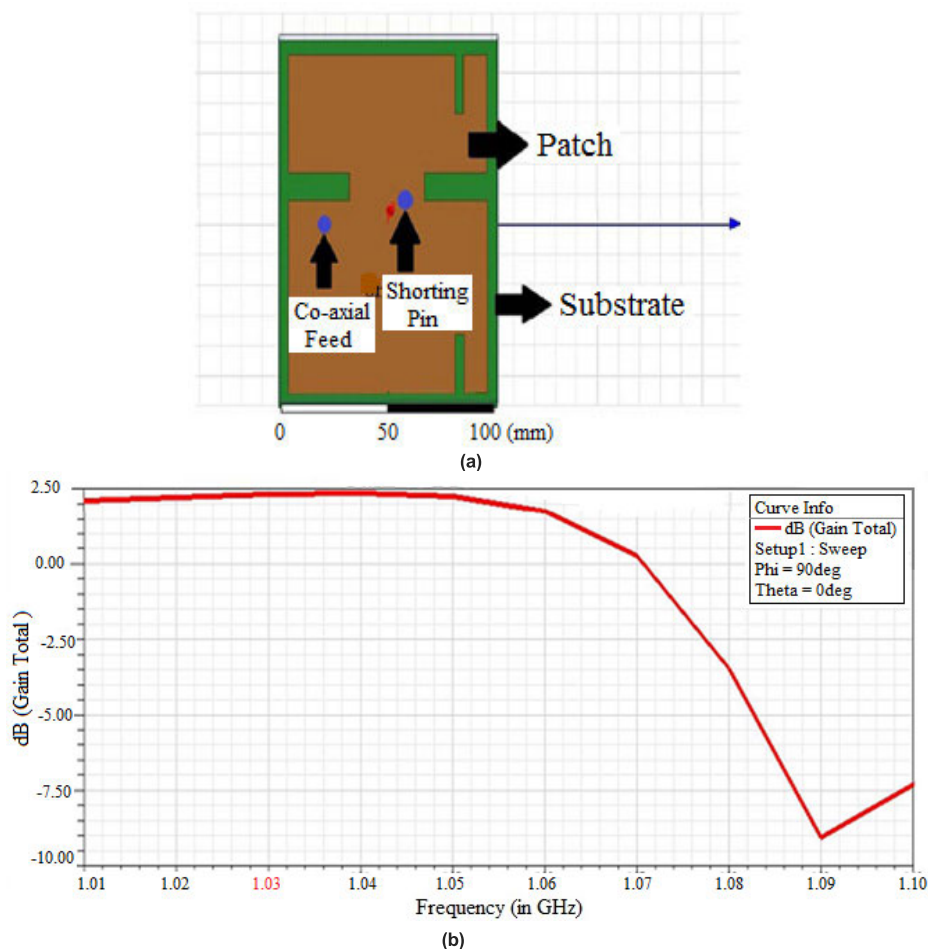 Patch
Shorting
Pin
Co-axial
Feed
Substrate
0 50 100 (mm)
(a)
2.50
0.00
-2.50
-5.00
-7.50
-10.00
dB (Gain Total )
Curve Info
dB (Gain Total)
Setup1 : Sweep
Phi = 90deg
Theta = 0deg
1.01 1.02 1.03 1.04 1.05 1.06 1.07 1.08 1.09 1.10
Frequency (in GHz)
(b)